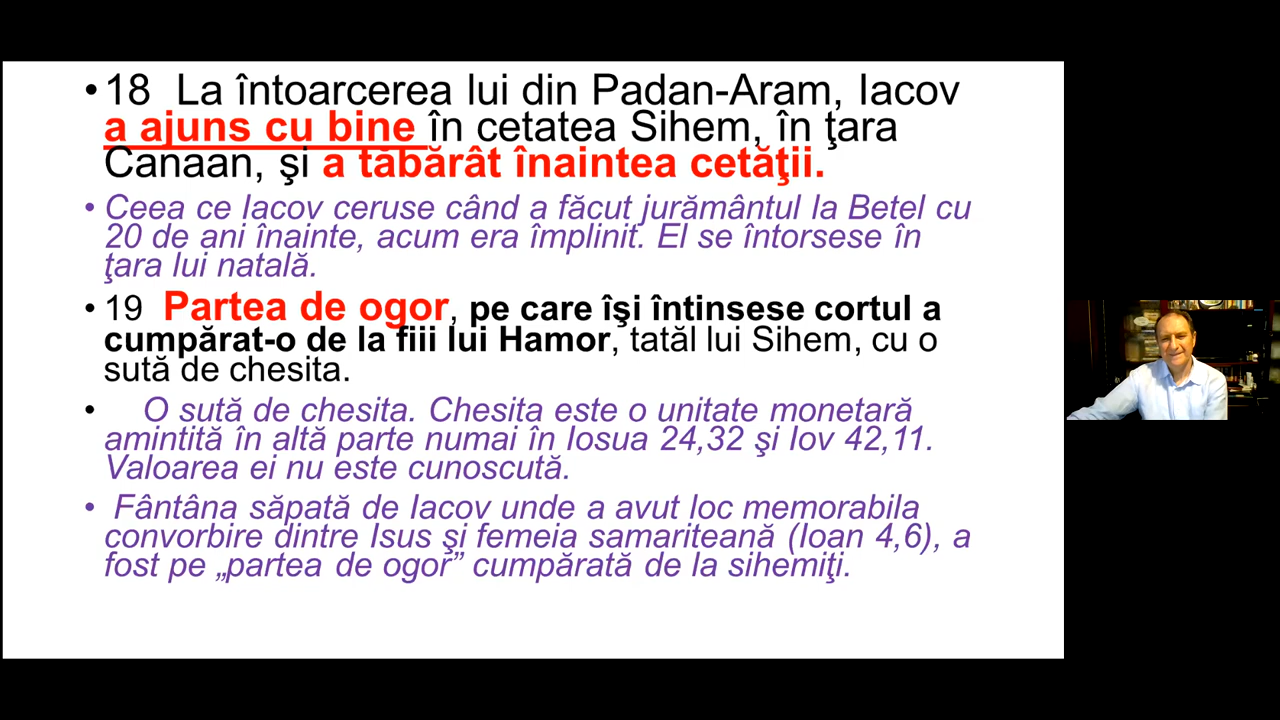 •18 La întoarcerea lui din Padan-Aram, Iacov
a ajuns cu bine în cetatea Sihem, în ţara
Canaan, şi a tăbărât înaintea cetăţii.
• Ceea ce Iacov ceruse când a făcut jurământul la Betel cu
20 de ani înainte, acum era împlinit. El se întorsese în
ţara lui natală.
• 19 Partea de ogor, pe care îşi întinsese cortul a
cumpărat-o de la fiii lui Hamor, tatăl lui Sihem, cu o
sută de chesita.
• O sută de chesita. Chesita este o unitate monetară
amintită în altă parte numai în Iosua 24,32 şi Iov 42,11.
Valoarea ei nu este cunoscută.
• Fântâna săpată de Iacov unde a avut loc memorabila
convorbire dintre Isus şi femeia samariteană (Ioan 4,6), a
fost pe „partea de ogor” cumpărată de la sihemiţi.